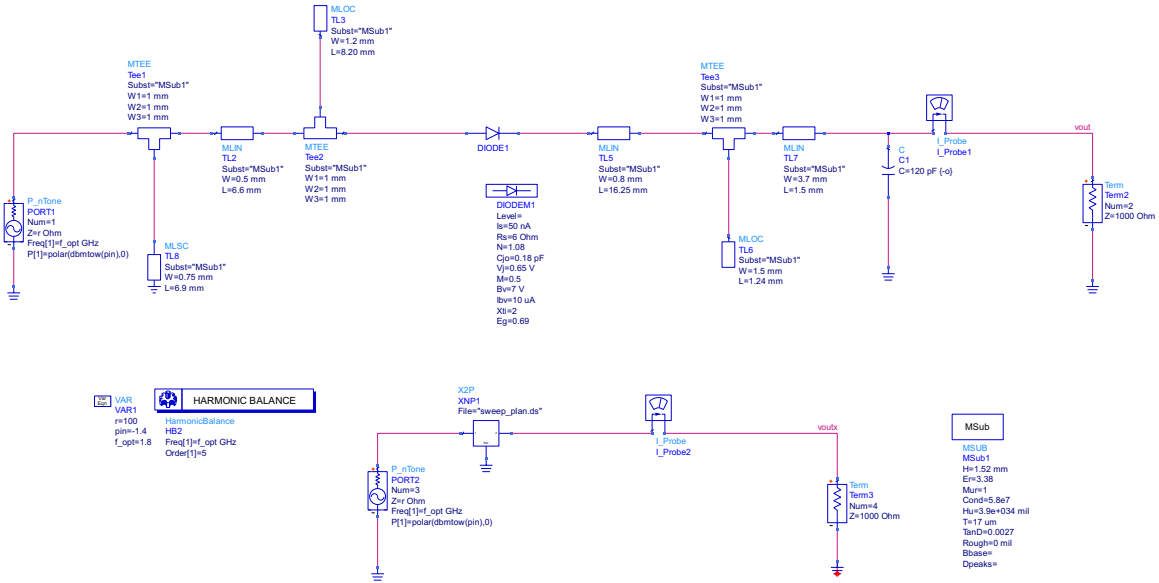 MLOC
TL3
Subst="MSub1"
W=1.2 mm
L=8.20 mm
MTEE
Tee1
Subst="MSub1"
W1=1 mm
W2=1 mm
W3=1 mm
MLIN
TL2
Subst="MSub1"
W=0.5 mm
L=6.6 mm
MTEE
Tee2
Subst="MSub1"
W1=1 mm
W2=1 mm
W3=1 mm
DIODE1
MLIN
TL5
Subst="MSub1"
W=0.8 mm
L=16.25 mm
MTEE
Tee3
Subst="MSub1"
W1=1 mm
W2=1 mm
W3=1 mm
MLIN
TL7
Subst="MSub1"
W=3.7 mm
L=1.5 mm
C
C1
C=120 pF {-o}
I_Probe
I_Probe1
vout
Term
Term2
Num=2
Z=1000 Ohm
P_nTone
PORT1
Num=1
Z=r Ohm
Freq[1]=f_opt GHz
P[1]=polar(dbmtow(pin),0)
MLSC
TL8
Subst="MSub1"
W=0.75 mm
L=6.9 mm
DIODEM1
Level=
Is=50 nA
Rs=6 Ohm
N=1.08
Cjo=0.18 pF
Vj=0.65 V
M=0.5
Bv=7 V
Ibv=10 uA
Xti=2
Eg=0.69
MLOC
TL6
Subst="MSub1"
W=1.5 mm
L=1.24 mm
Var
Eqn
VAR
VAR1
r=100
pin=-1.4
f_opt=1.8
HARMONIC BALANCE
HarmonicBalance
HB2
Freq[1]=f_opt GHz
Order[1]=5
X2P
XNP1
File="sweep_plan.ds"
P_nTone
PORT2
Num=3
Z=r Ohm
Freq[1]=f_opt GHz
P[1]=polar(dbmtow(pin),0)
I_Probe
I_Probe2
voutx
Term
Term3
Num=4
Z=1000 Ohm
MSub
MSUB
MSub1
H=1.52 mm
Er=3.38
Mur=1
Cond=5.8e7
Hu=3.9e+034 mil
T=17 um
TanD=0.0027
Rough=0 mil
Bbase=
Dpeaks=